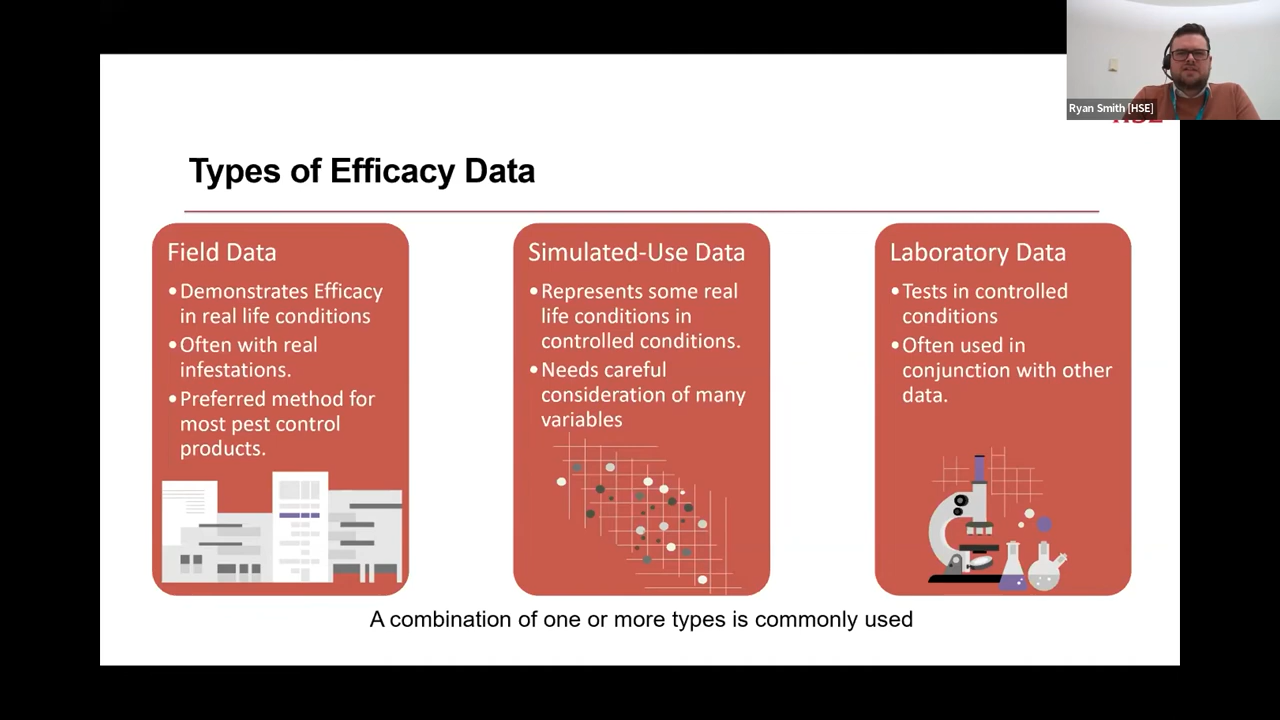 Ryan Smith [HSE]
Types of Efficacy Data
Field Data
•Demonstrates Efficacy
in real life conditions
•Often with real
infestations.
•Preferred method for
most pest control
products.
Simulated-Use Data
•Represents some real
life conditions in
controlled conditions.
•Needs careful
consideration of many
variables
Laboratory Data
•Tests in controlled
conditions
•Often used in
conjunction with other
data.
A combination of one or more types is commonly used